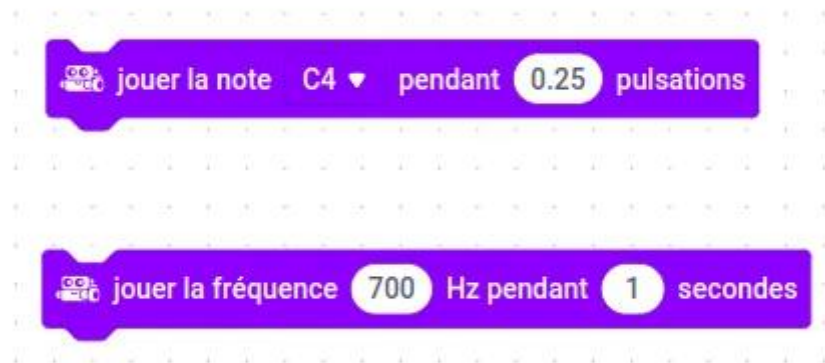 jouer la note C4 pendant 0.25 pulsations
jouer la fréquence 700 Hz pendant 1 secondes